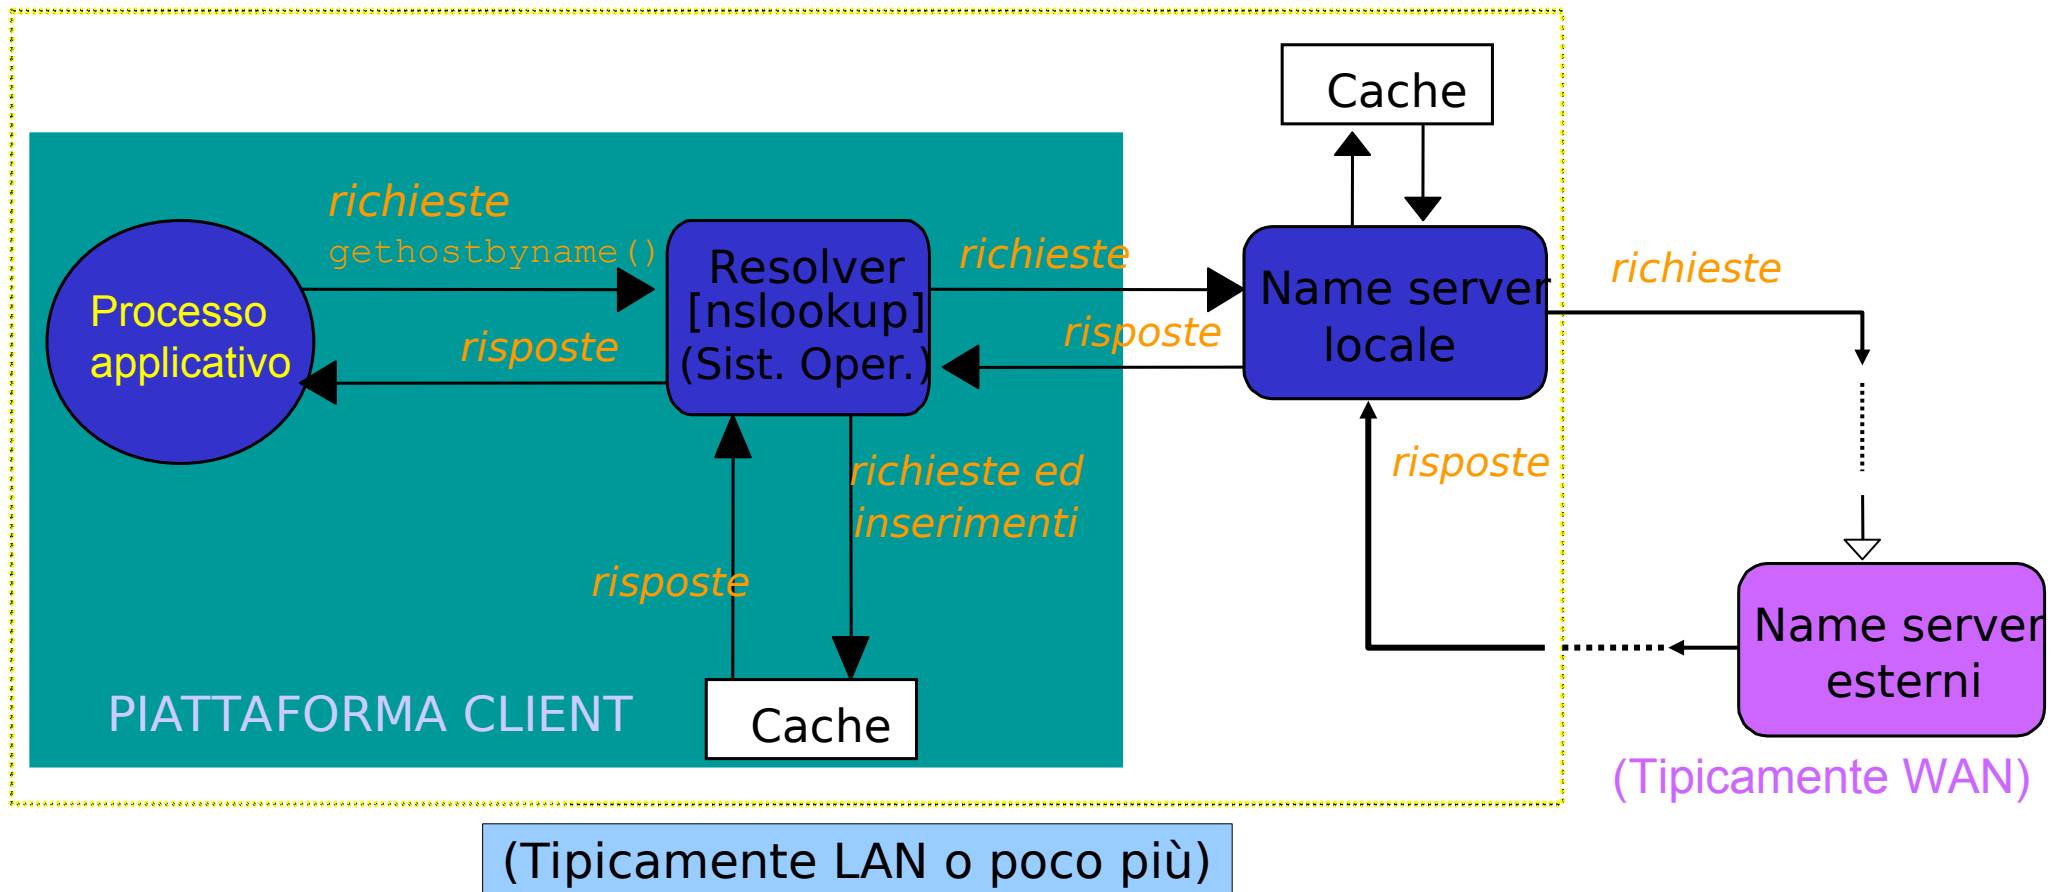 Cache
richieste
gethostbyname()
Processo
applicativo
risposte
Resolver
[nslookup]
(Sist. Oper.)
richieste
risposte
Name server
locale
richieste
risposte
richieste ed
inserimenti
risposte
Cache
PIATTAFORMA CLIENT
Name server
esterni
(Tipicamente WAN)
(Tipicamente LAN o poco più)